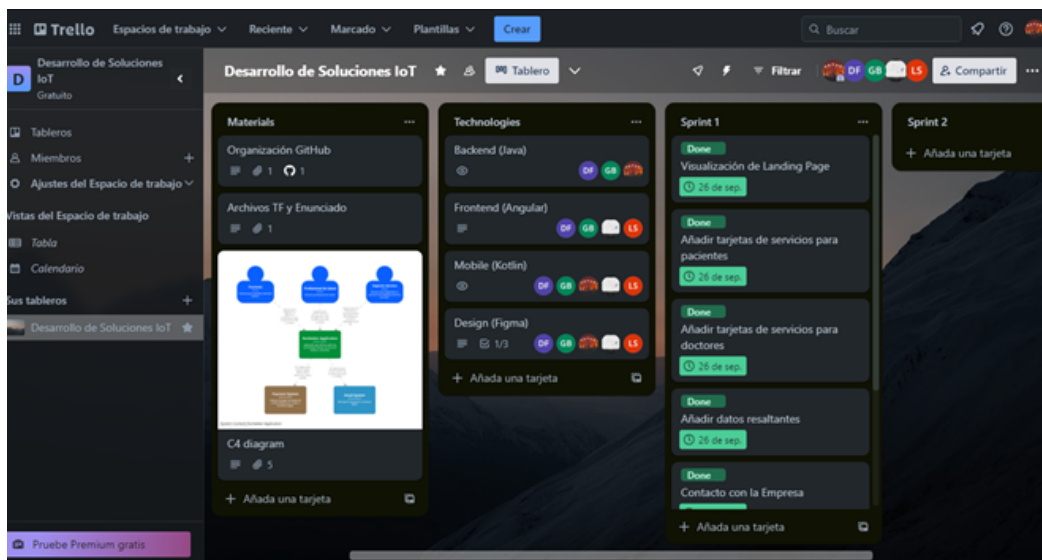 Trello
Espacios de trabajo
Reciente
Marcado
Plantillas
Crear
Buscar
D
Desarrollo de Soluciones
IoT
Gratuito
Desarrollo de Soluciones IoT
Tablero
Filtrar
DF
GB
LS
Compartir
Tableros
Miembros
Ajustes del Espacio de trabajo
Vistas del Espacio de trabajo
Tabla
Calendario
Sus tableros
Desarrollo de Soluciones IoT
Pruebe Premium gratis
Materials
Organización GitHub
1
1
Archivos TF y Enunciado
1
C4 diagram
5
+ Añada una tarjeta
Technologies
Backend (Java)
DF
GB
Frontend (Angular)
DF
GB
LS
Mobile (Kotlin)
DF
GB
LS
Design (Figma)
1/3
DF
GB
LS
+ Añada una tarjeta
Sprint 1
Done
Visualización de Landing Page
26 de sep.
Done
Añadir tarjetas de servicios para
pacientes
26 de sep.
Done
Añadir tarjetas de servicios para
doctores
26 de sep.
Done
Añadir datos resaltantes
26 de sep.
Done
Contacto con la Empresa
+ Añada una tarjeta
Sprint 2
+ Añada una tarjeta